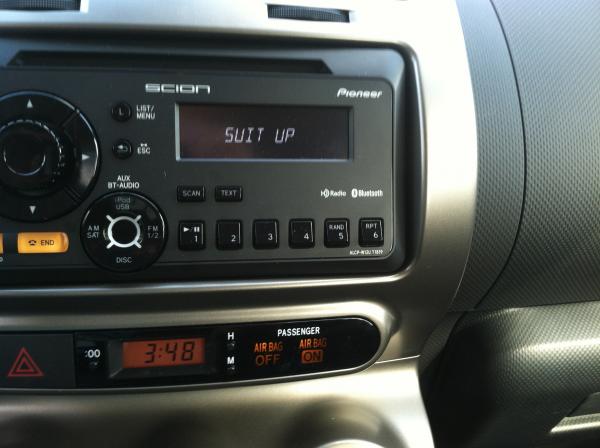 SCION
Pioneer
L LIST/
MENU
ESC
SUIT UP
AUX
BT-AUDIO
SCAN TEXT
HD Radio Bluetooth
iPod
USB
AM
SAT
FM
1/2
DISC
END
1 2 3 4 RAND 5 RPT 6
:00
3:48
H
M
PASSENGER
AIR BAG
OFF
AIR BAG
ON